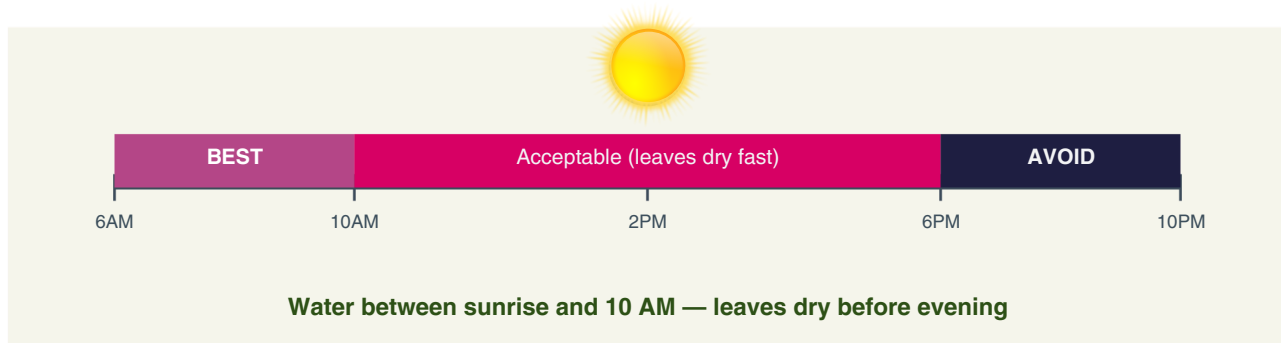 BEST Acceptable (leaves dry fast) AVOID
6AM 10AM 2PM 6PM 10PM
Water between sunrise and 10 AM — leaves dry before evening